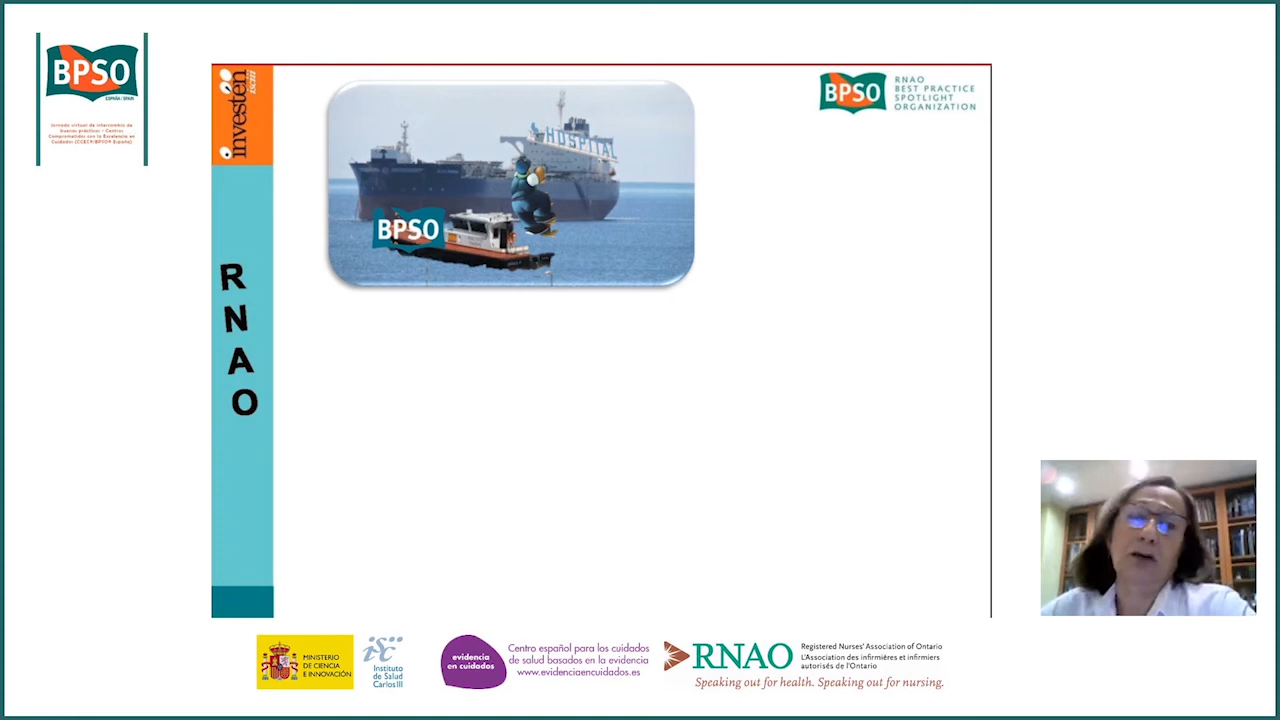 BPSO
ESPAÑA / SPAIN
Jornada virtual de intercambio de
buenas prácticas - Centros
Comprometidos con la Excelencia en
Cuidados (CCEC®/BPSO® España)
investén
isciii
RNAO
HOSPITAL
BPSO
BPSO
RNAO
BEST PRACTICE
SPOTLIGHT
ORGANIZATION
MINISTERIO
DE CIENCIA
E INNOVACIÓN
isciii
Instituto
de Salud
Carlos III
evidencia
en cuidados
Centro español para los cuidados
de salud basados en la evidencia
www.evidenciaencuidados.es
RNAO
Registered Nurses' Association of Ontario
L'Association des infirmières et infirmiers
autorisés de l'Ontario
Speaking out for health. Speaking out for nursing.